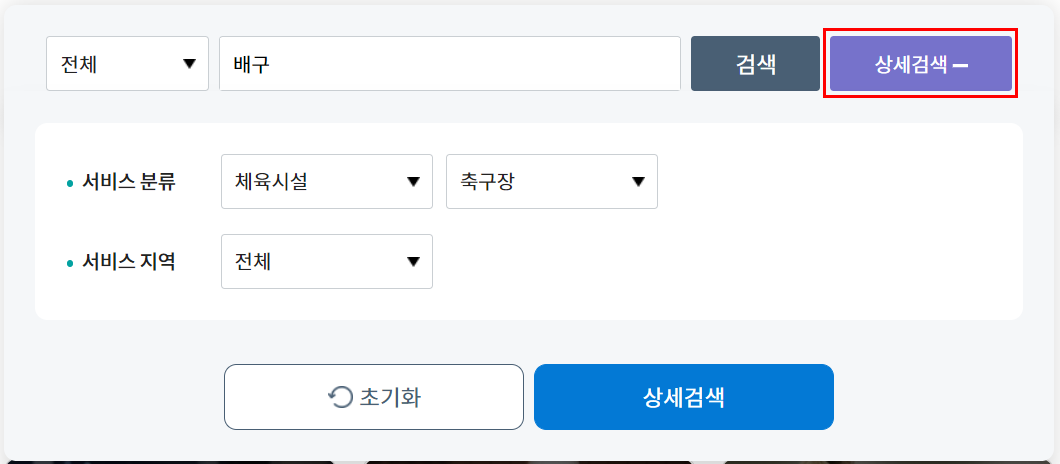 전체 배구 검색 상세검색
서비스 분류 체육시설 축구장
서비스 지역 전체
초기화 상세검색